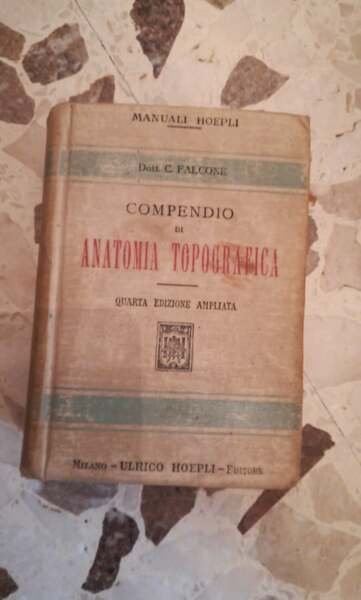 MANUALI HOEPLI
Dott. C. FALCONE
COMPENDIO
DI
ANATOMIA TOPOGRAFICA
QUARTA EDIZIONE AMPLIATA
MILANO – ULRICO HOEPLI – EDITORE